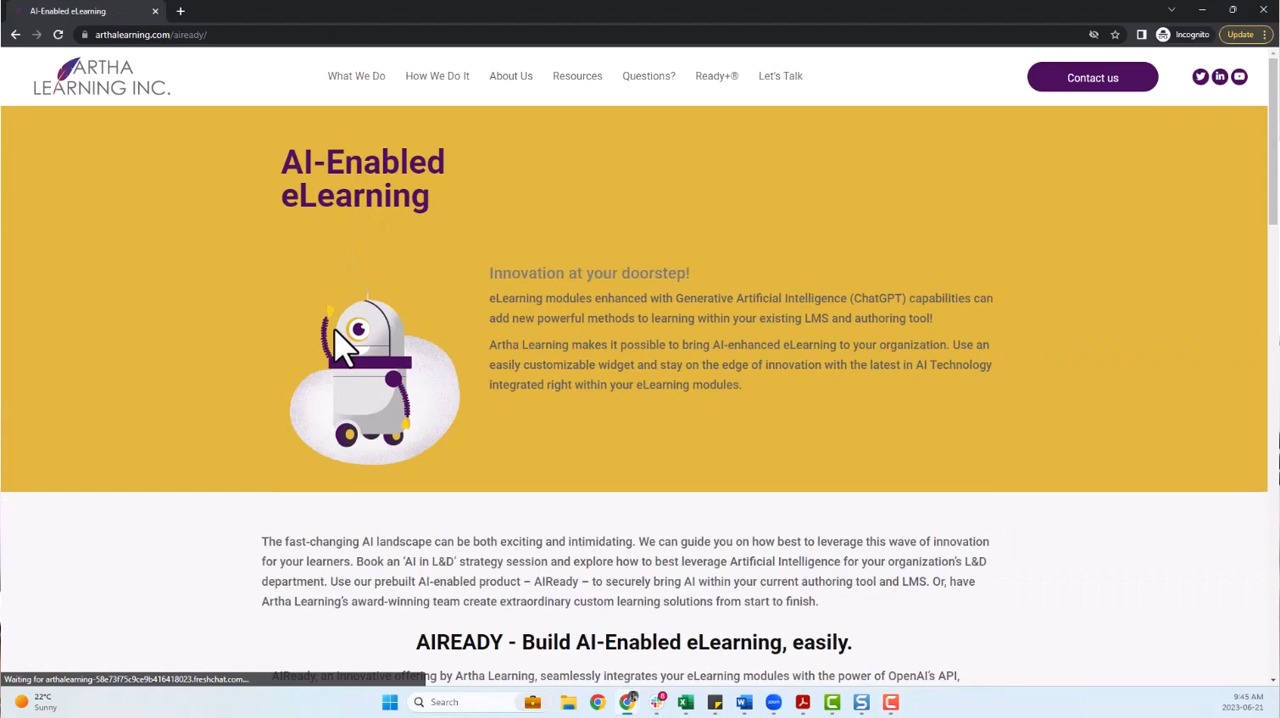 AI-Enabled eLearning
arthalearning.com/aiready/
Incognito
Update
ARTHA
LEARNING INC.
What We Do
How We Do It
About Us
Resources
Questions?
Ready+®
Let's Talk
Contact us
AI-Enabled
eLearning
Innovation at your doorstep!
eLearning modules enhanced with Generative Artificial Intelligence (ChatGPT) capabilities can
add new powerful methods to learning within your existing LMS and authoring tool!
Artha Learning makes it possible to bring AI-enhanced eLearning to your organization. Use an
easily customizable widget and stay on the edge of innovation with the latest in AI Technology
integrated right within your eLearning modules.
The fast-changing AI landscape can be both exciting and intimidating. We can guide you on how best to leverage this wave of innovation
for your learners. Book an ‘AI in L&D’ strategy session and explore how to best leverage Artificial Intelligence for your organization’s L&D
department. Use our prebuilt AI-enabled product – AIReady – to securely bring AI within your current authoring tool and LMS. Or, have
Artha Learning’s award-winning team create extraordinary custom learning solutions from start to finish.
AIREADY - Build AI-Enabled eLearning, easily.
AIReady, an innovative offering by Artha Learning, seamlessly integrates your eLearning modules with the power of OpenAI’s API,
Waiting for arthalearning-58e73f75c9ce9b416418023.freshchat.com...
22°C
Sunny
Search
8
9:45 AM
2023-06-21